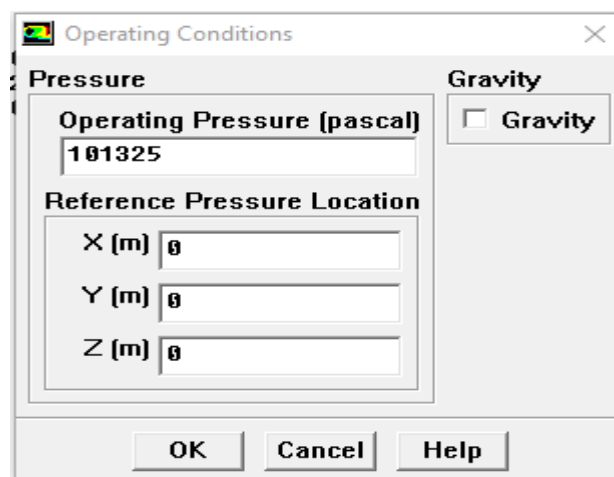 Operating Conditions
Pressure
Gravity
Operating Pressure (pascal)
Gravity
101325
Reference Pressure Location
X (m) 0
Y (m) 0
Z (m) 0
OK Cancel Help